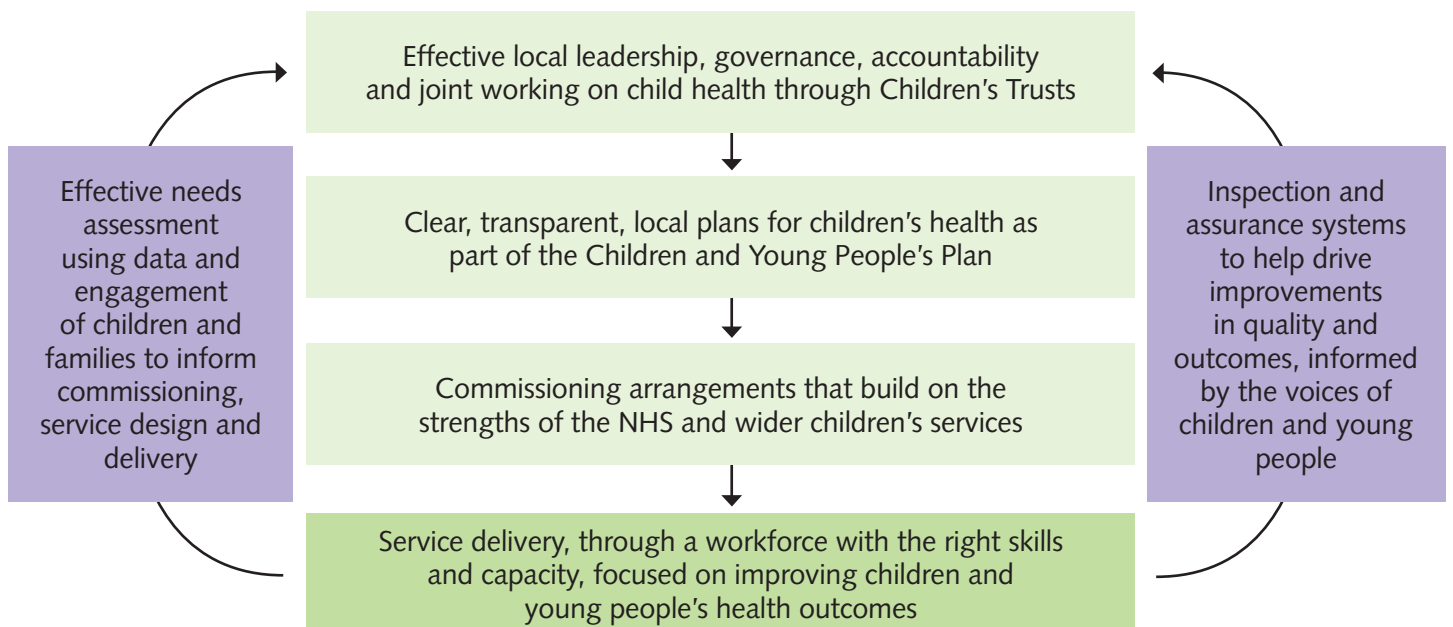 Effective local leadership, governance, accountability
and joint working on child health through Children’s Trusts
Effective needs
assessment
using data and
engagement
of children and
families to inform
commissioning,
service design and
delivery
Clear, transparent, local plans for children’s health as
part of the Children and Young People’s Plan
Commissioning arrangements that build on the
strengths of the NHS and wider children’s services
Inspection and
assurance systems
to help drive
improvements
in quality and
outcomes, informed
by the voices of
children and young
people
Service delivery, through a workforce with the right skills
and capacity, focused on improving children and
young people’s health outcomes